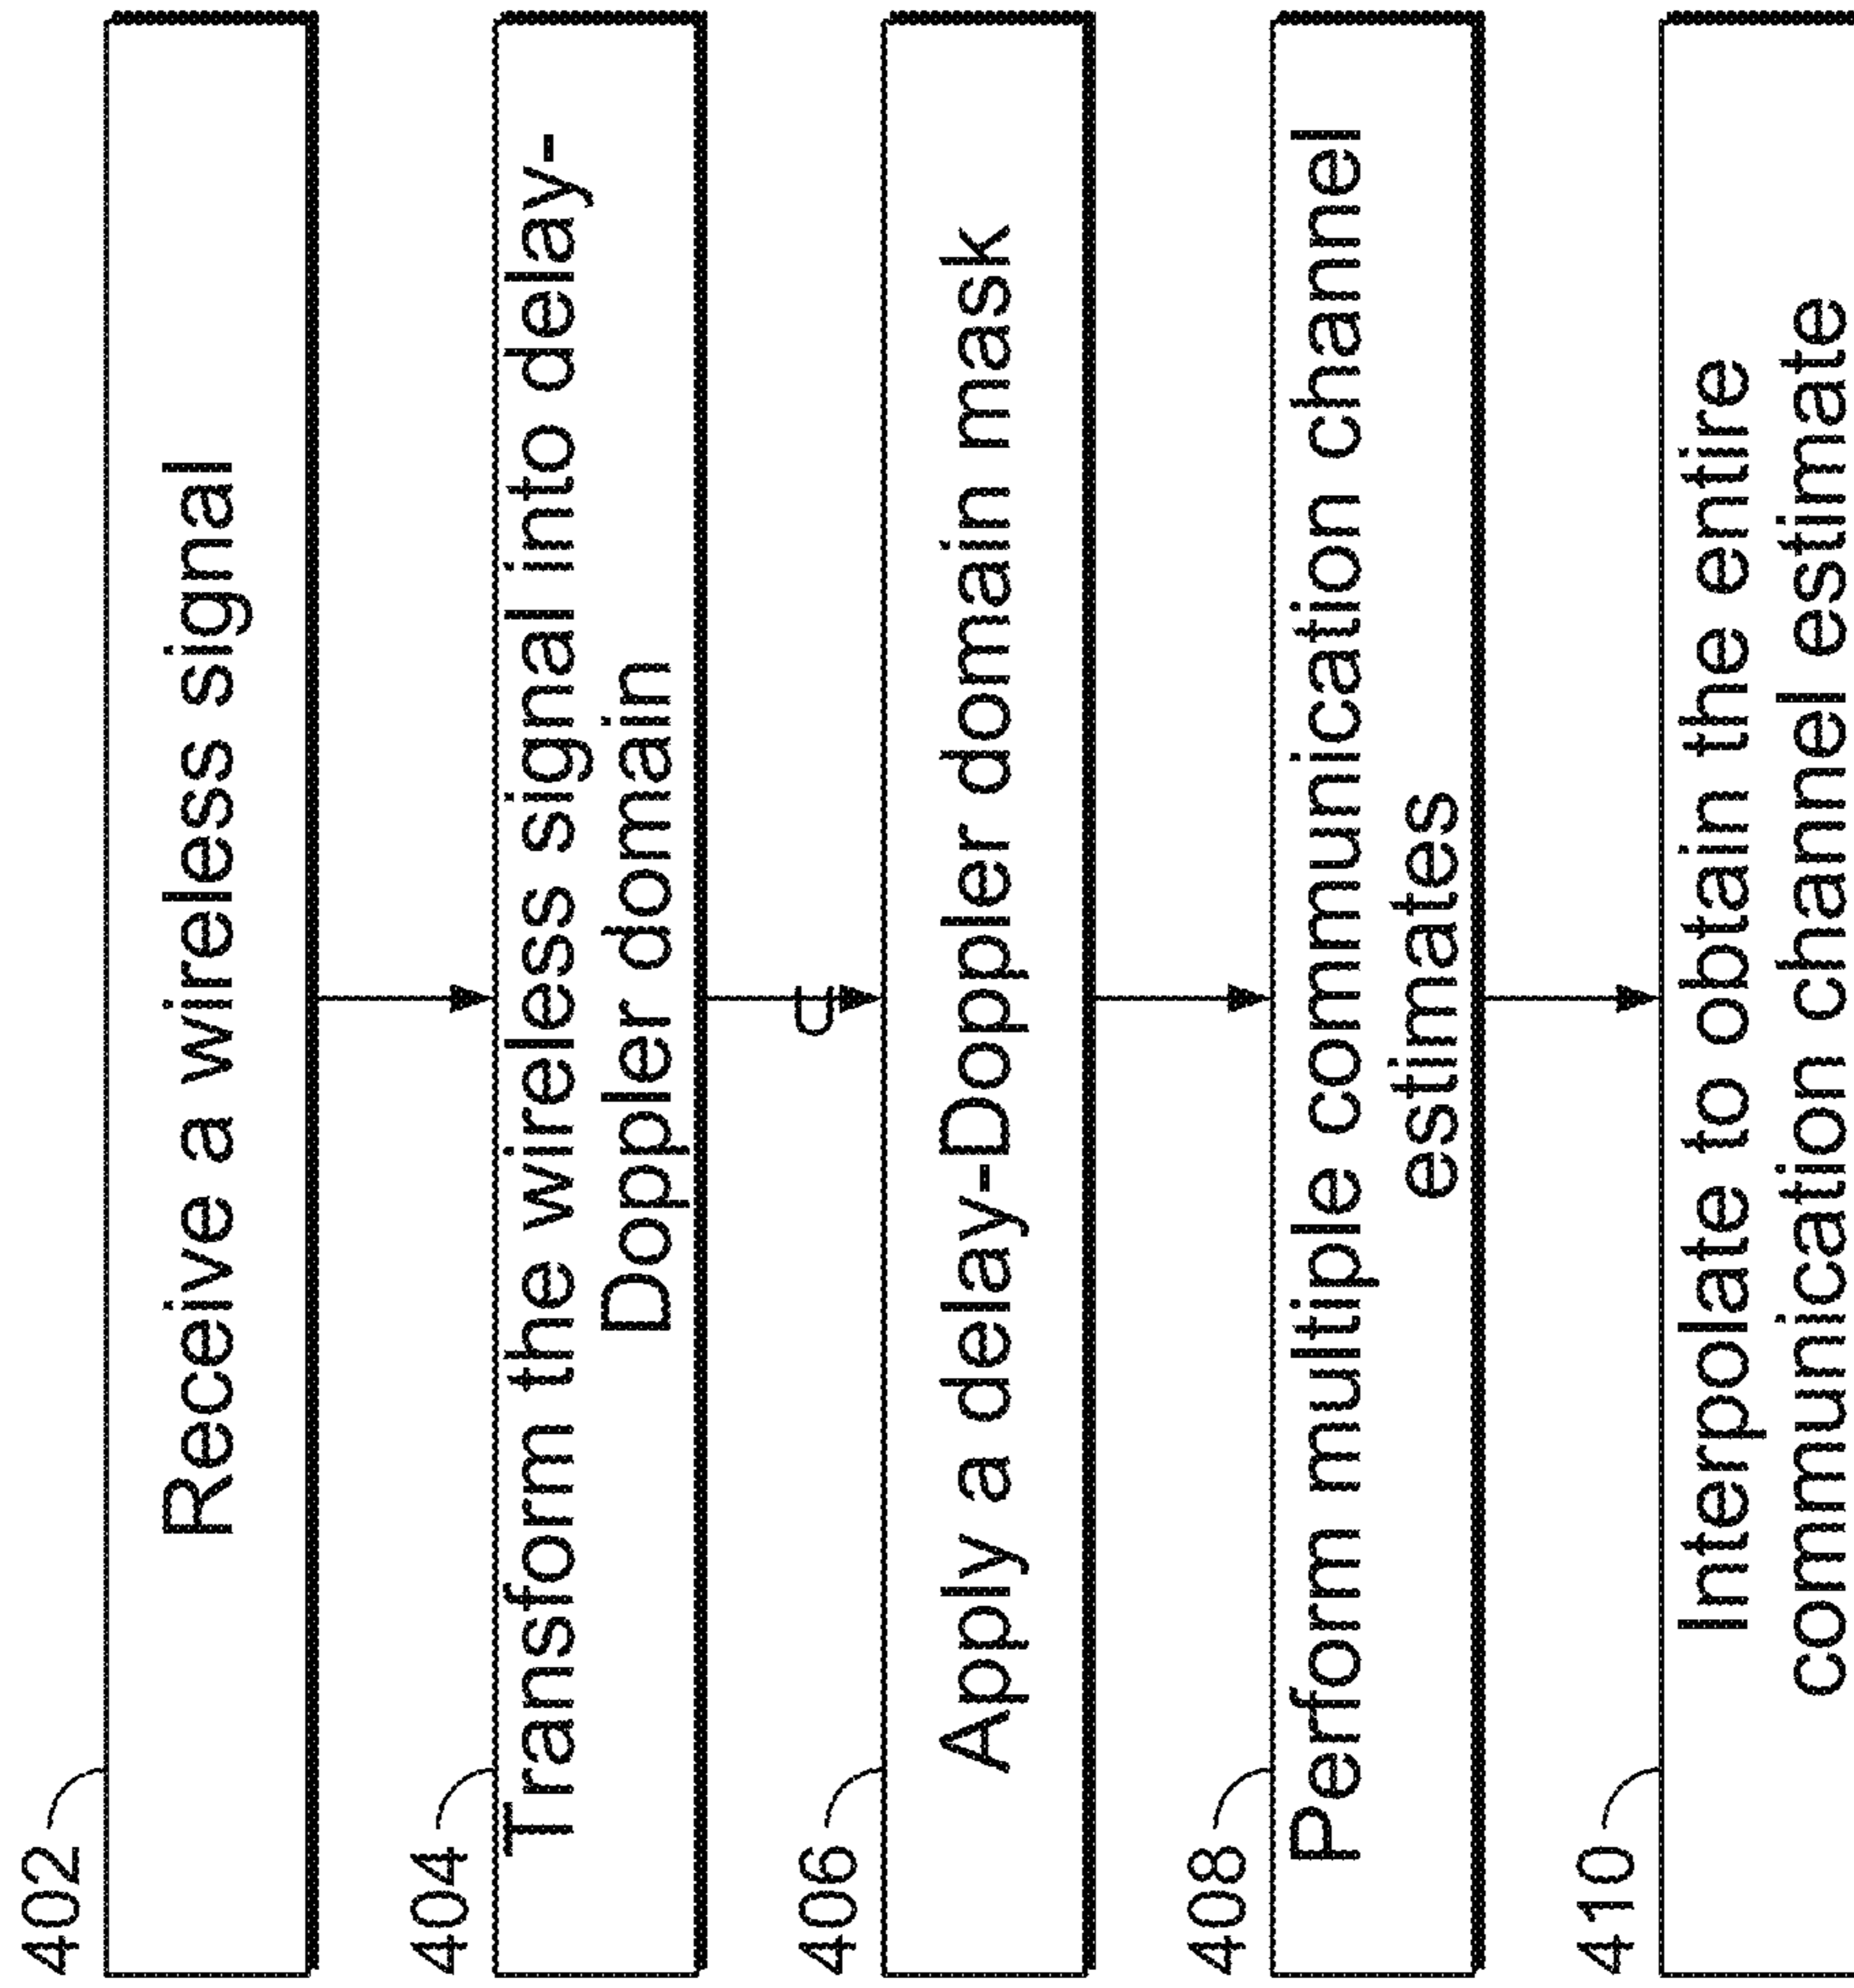 402
Receive a wireless signal
404
Transform the wireless signal into delay-
Doppler domain
406
Apply a delay-Doppler domain mask
408
Perform multiple communication channel
estimates
410
Interpolate to obtain the entire
communication channel estimate